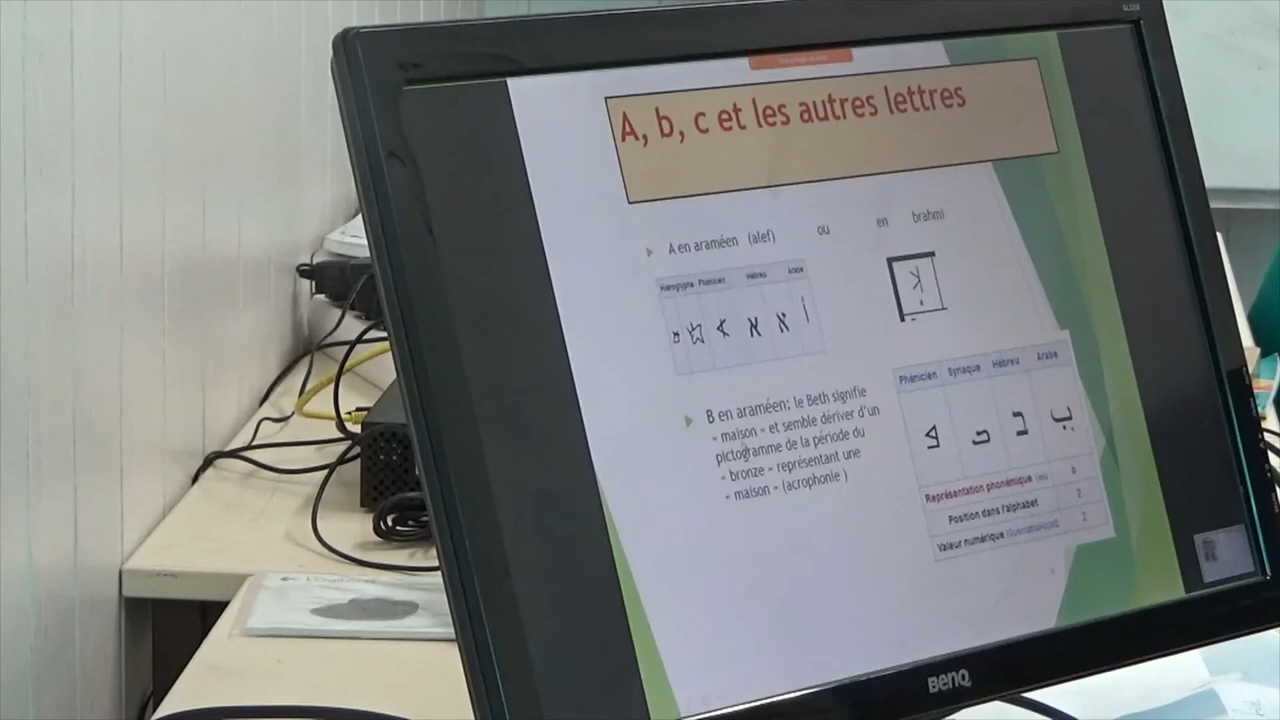 A, b, c et les autres lettres
A en araméen (alef) ou en brahmi
Phénicien Hébreu Arabe
א א أ
B en araméen; le Beth signifie
« maison » et semble dériver d'un
pictogramme de la période du
« bronze » représentant une
« maison » (acrophonie )
Phénicien Syriaque Hébreu Arabe
ܒ ב ب
Représentation phonémique
Position dans l'alphabet 2
Valeur numérique 2
BenQ